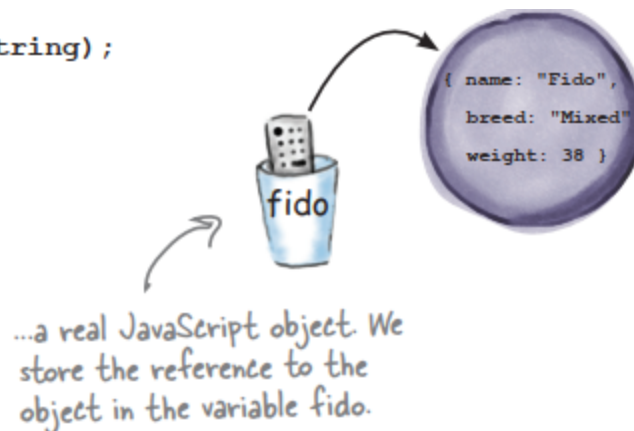 tring);
{ name: "Fido",
breed: "Mixed"
weight: 38 }
fido
...a real JavaScript object. We
store the reference to the
object in the variable fido.